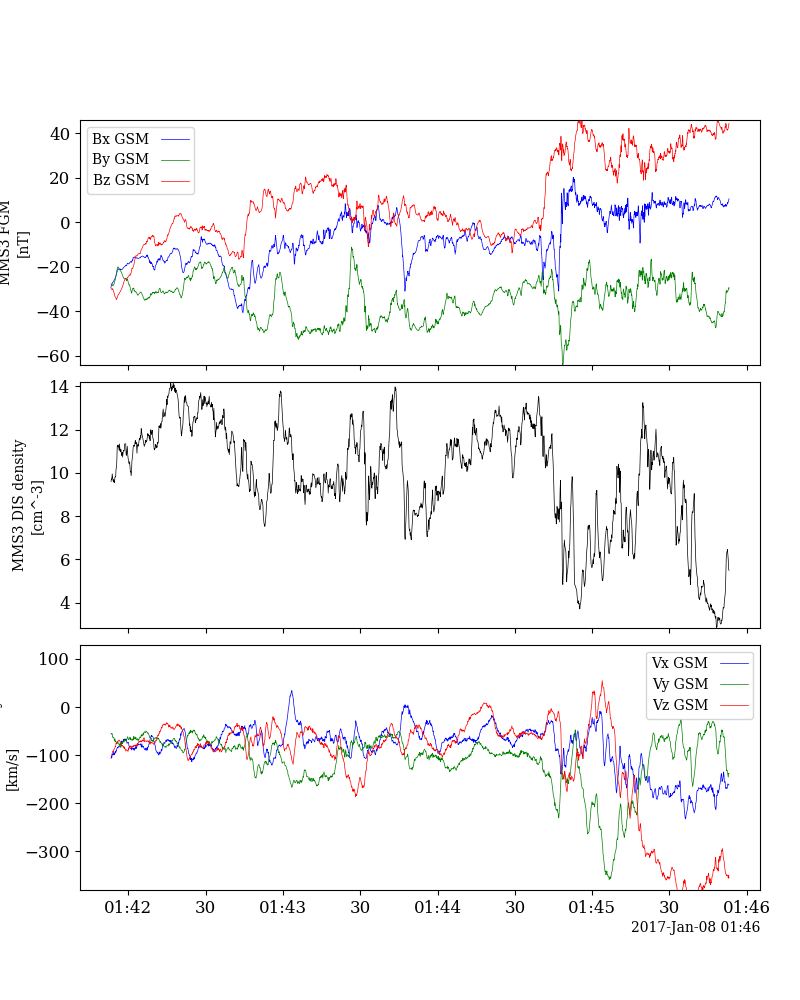 Bx GSM
By GSM
Bz GSM
40
20
0
−20
−40
−60
MMS3 FGM
[nT]
14
12
10
8
6
4
MMS3 DIS density
[cm^-3]
Vx GSM
Vy GSM
Vz GSM
100
0
−100
−200
−300
[km/s]
01:42 30 01:43 30 01:44 30 01:45 30 01:46
2017-Jan-08 01:46